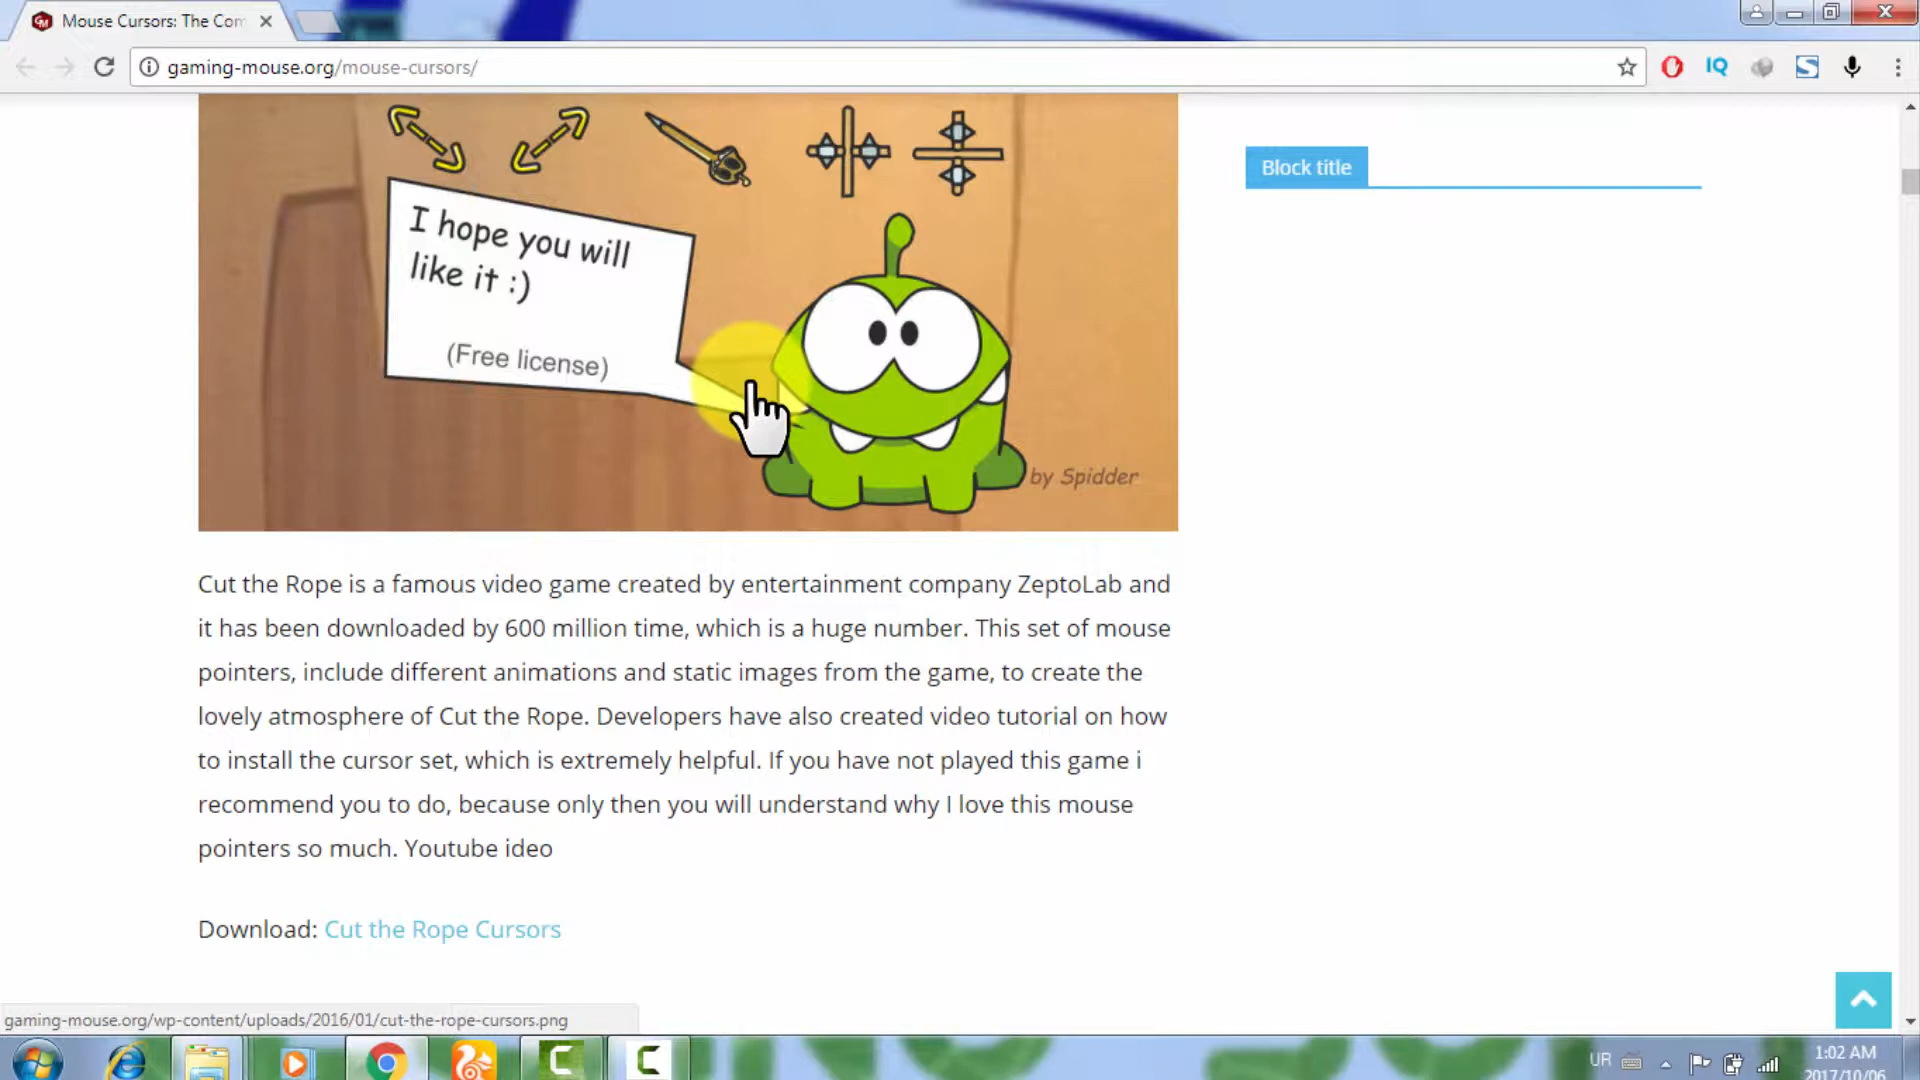 Mouse Cursors: The Com
gaming-mouse.org/mouse-cursors/
Block title
I hope you will
like it :)
(Free license)
by Spidder
Cut the Rope is a famous video game created by entertainment company ZeptoLab and
it has been downloaded by 600 million time, which is a huge number. This set of mouse
pointers, include different animations and static images from the game, to create the
lovely atmosphere of Cut the Rope. Developers have also created video tutorial on how
to install the cursor set, which is extremely helpful. If you have not played this game i
recommend you to do, because only then you will understand why I love this mouse
pointers so much. Youtube ideo
Download: Cut the Rope Cursors
gaming-mouse.org/wp-content/uploads/2016/01/cut-the-rope-cursors.png
UR
1:02 AM
2017/10/06